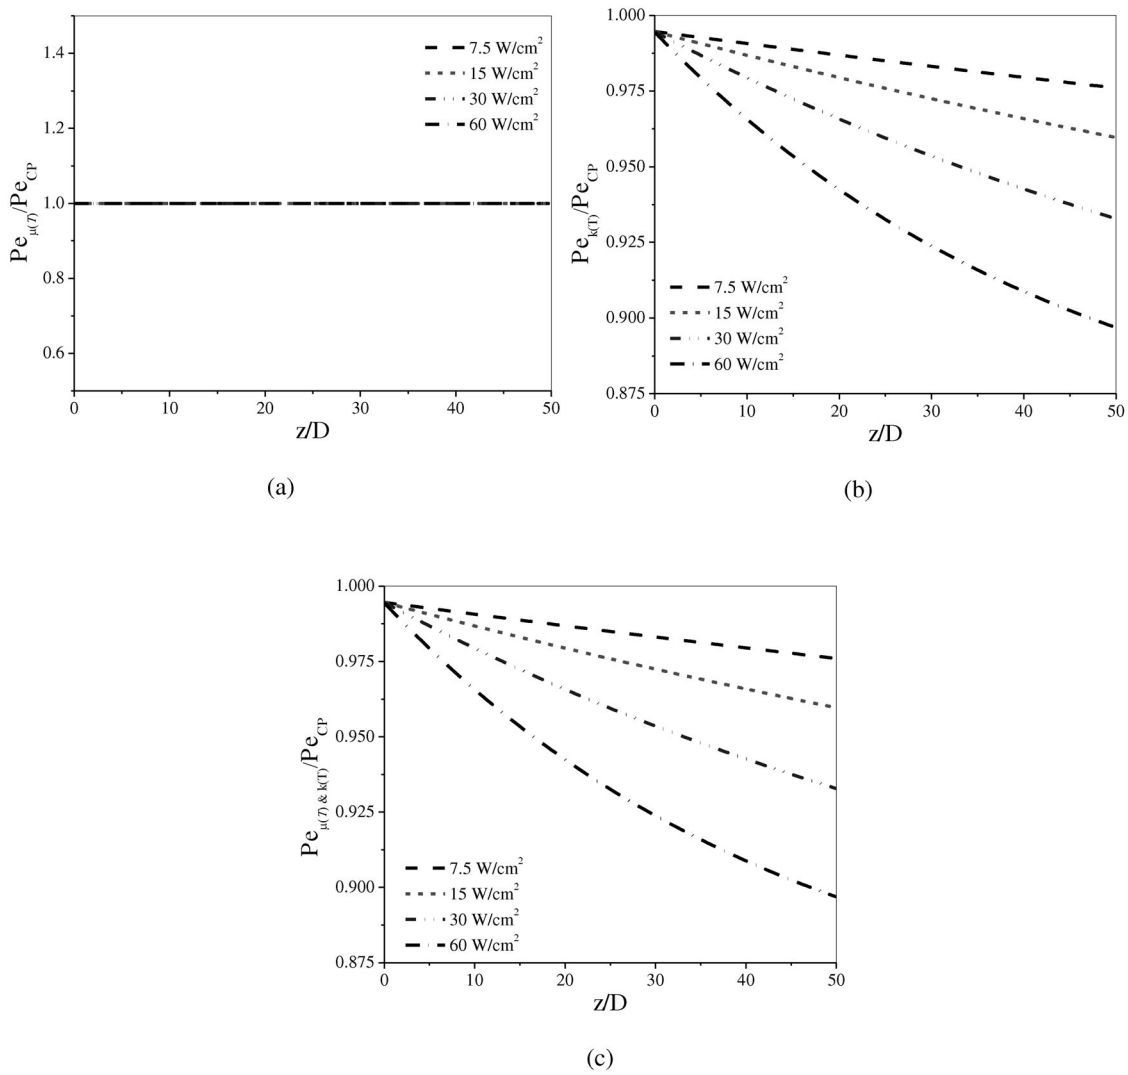 1.4
1.2
1.0
0.8
0.6
Pe_μ(T)/Pe_CP
7.5 W/cm²
15 W/cm²
30 W/cm²
60 W/cm²
0 10 20 30 40 50
z/D
(a)
1.000
0.975
0.950
0.925
0.900
0.875
Pe_k(T)/Pe_CP
7.5 W/cm²
15 W/cm²
30 W/cm²
60 W/cm²
0 10 20 30 40 50
z/D
(b)
1.000
0.975
0.950
0.925
0.900
0.875
Pe_μ(T) & k(T)/Pe_CP
7.5 W/cm²
15 W/cm²
30 W/cm²
60 W/cm²
0 10 20 30 40 50
z/D
(c)